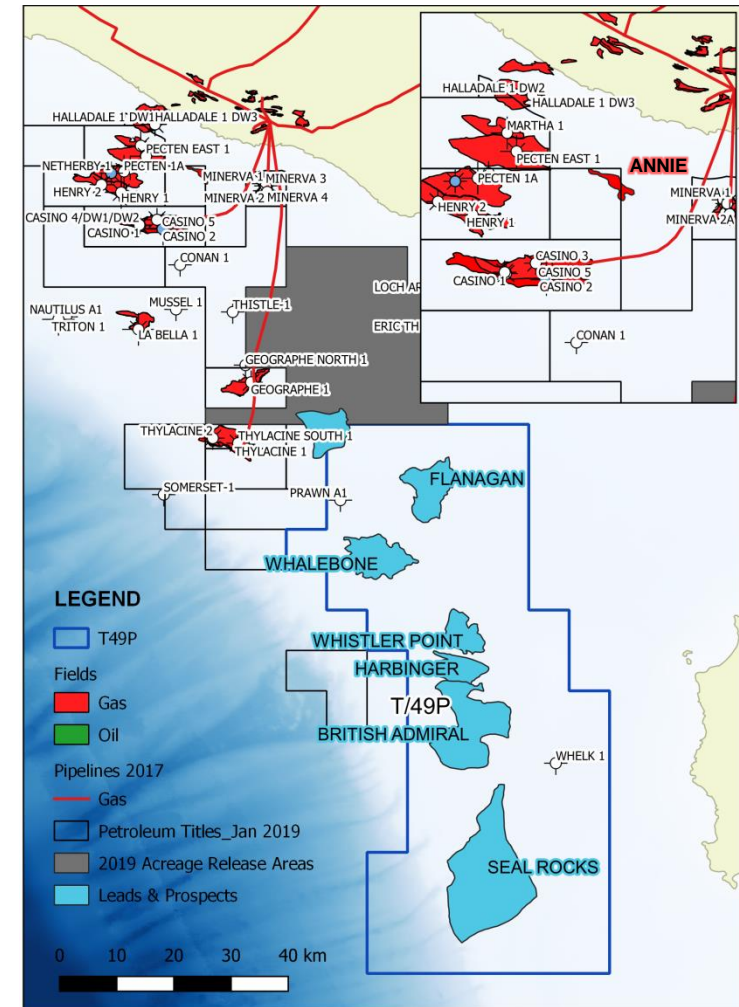 HALLADALE 1 DW1
HALLADALE 1 DW3
PECTEN EAST 1
NETHERBY 1
PECTEN 1A
MINERVA 1
MINERVA 3
HENRY 2
HENRY 1
MINERVA 2
MINERVA 4
CASINO 4/DW1/DW2
CASINO 5
CASINO 1
CASINO 2
CONAN 1
LOCH AR
NAUTILUS A1
MUSSEL 1
THISTLE-1
TRITON 1
LA BELLA 1
ERIC TH
GEOGRAPHE NORTH 1
GEOGRAPHE 1
THYLACINE 2
THYLACINE SOUTH 1
THYLACINE 1
SOMERSET-1
PRAWN A1
FLANAGAN
WHALEBONE
WHISTLER POINT
HARBINGER
T/49P
BRITISH ADMIRAL
WHELK 1
SEAL ROCKS
HALLADALE 1 DW2
HALLADALE 1 DW3
MARTHA 1
PECTEN EAST 1
ANNIE
PECTEN 1A
MINERVA 1
HENRY 2
MINERVA 2A
HENRY 1
CASINO 3
CASINO 1
CASINO 5
CASINO 2
CONAN 1
LEGEND
T49P
Fields
Gas
Oil
Pipelines 2017
Gas
Petroleum Titles_Jan 2019
2019 Acreage Release Areas
Leads & Prospects
0 10 20 30 40 km